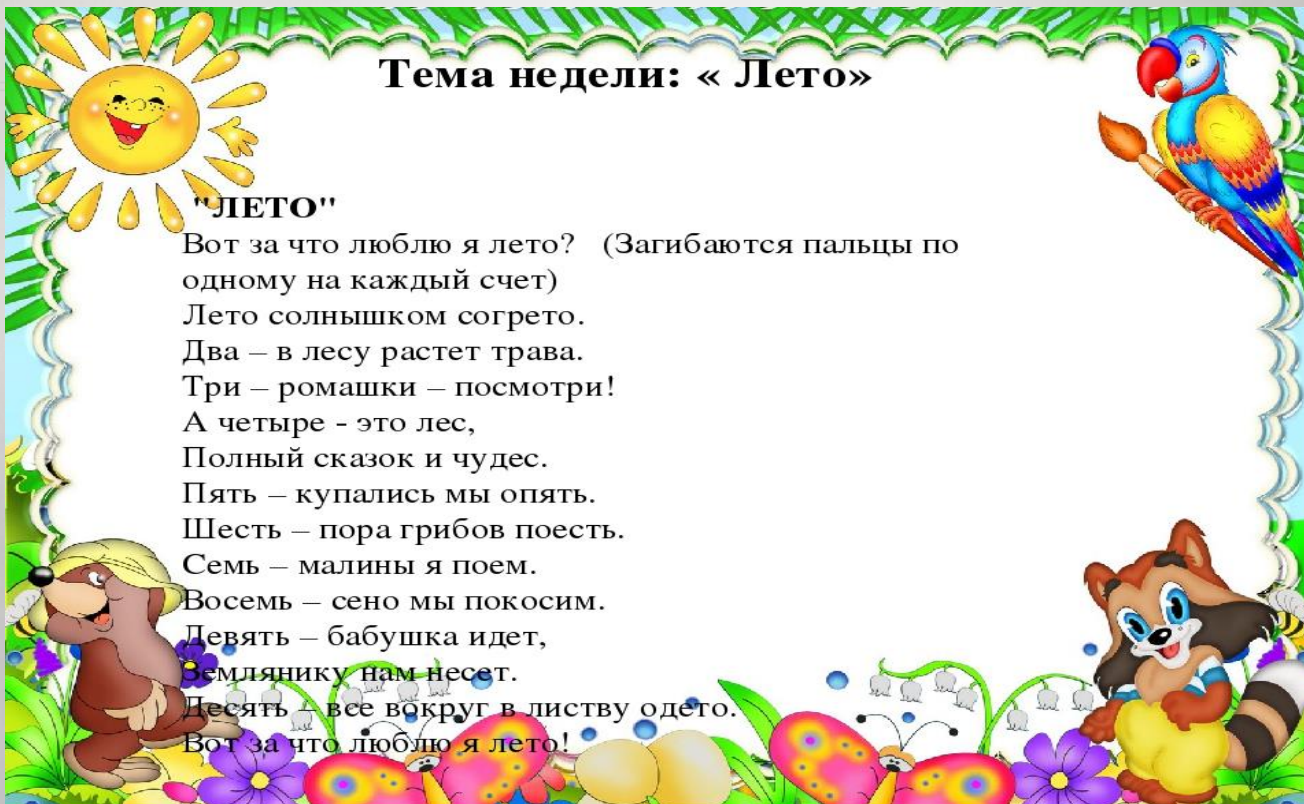 Тема недели: « Лето»
"ЛЕТО"
Вот за что люблю я лето?   (Загибаются пальцы по
одному на каждый счет)
Лето солнышком согрето.
Два – в лесу растет трава.
Три – ромашки – посмотри!
А четыре - это лес,
Полный сказок и чудес.
Пять – купались мы опять.
Шесть – пора грибов поесть.
Семь – малины я поем.
Восемь – сено мы покосим.
Девять – бабушка идет,
Землянику нам несет.
Десять – все вокруг в листву одето.
Вот за что люблю я лето!